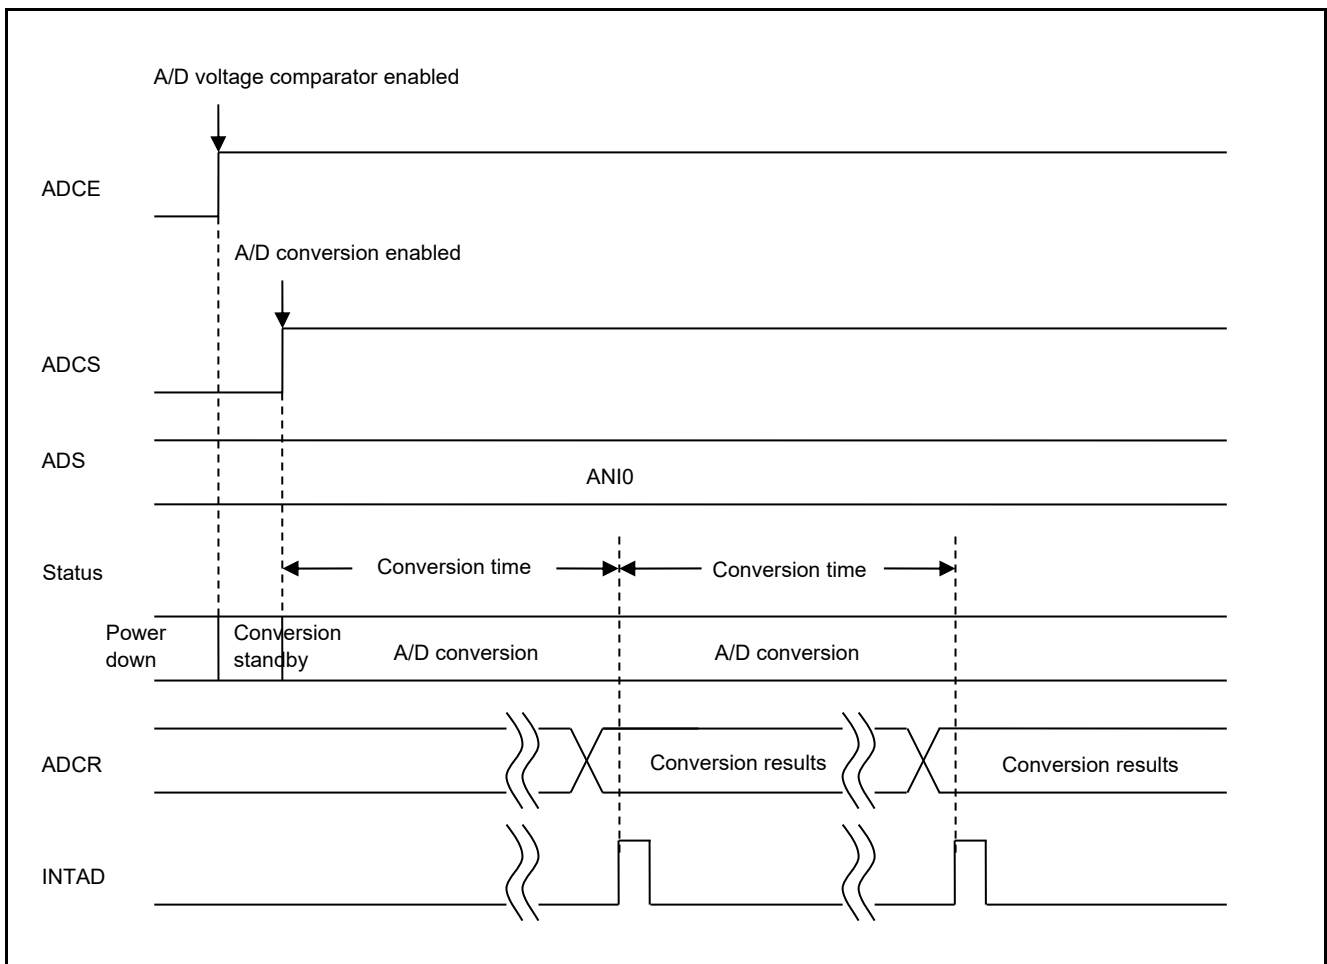 A/D voltage comparator enabled
ADCE
A/D conversion enabled
ADCS
ADS
ANI0
Status
Conversion time
Conversion time
Power
down
Conversion
standby
A/D conversion
A/D conversion
ADCR
Conversion results
Conversion results
INTAD